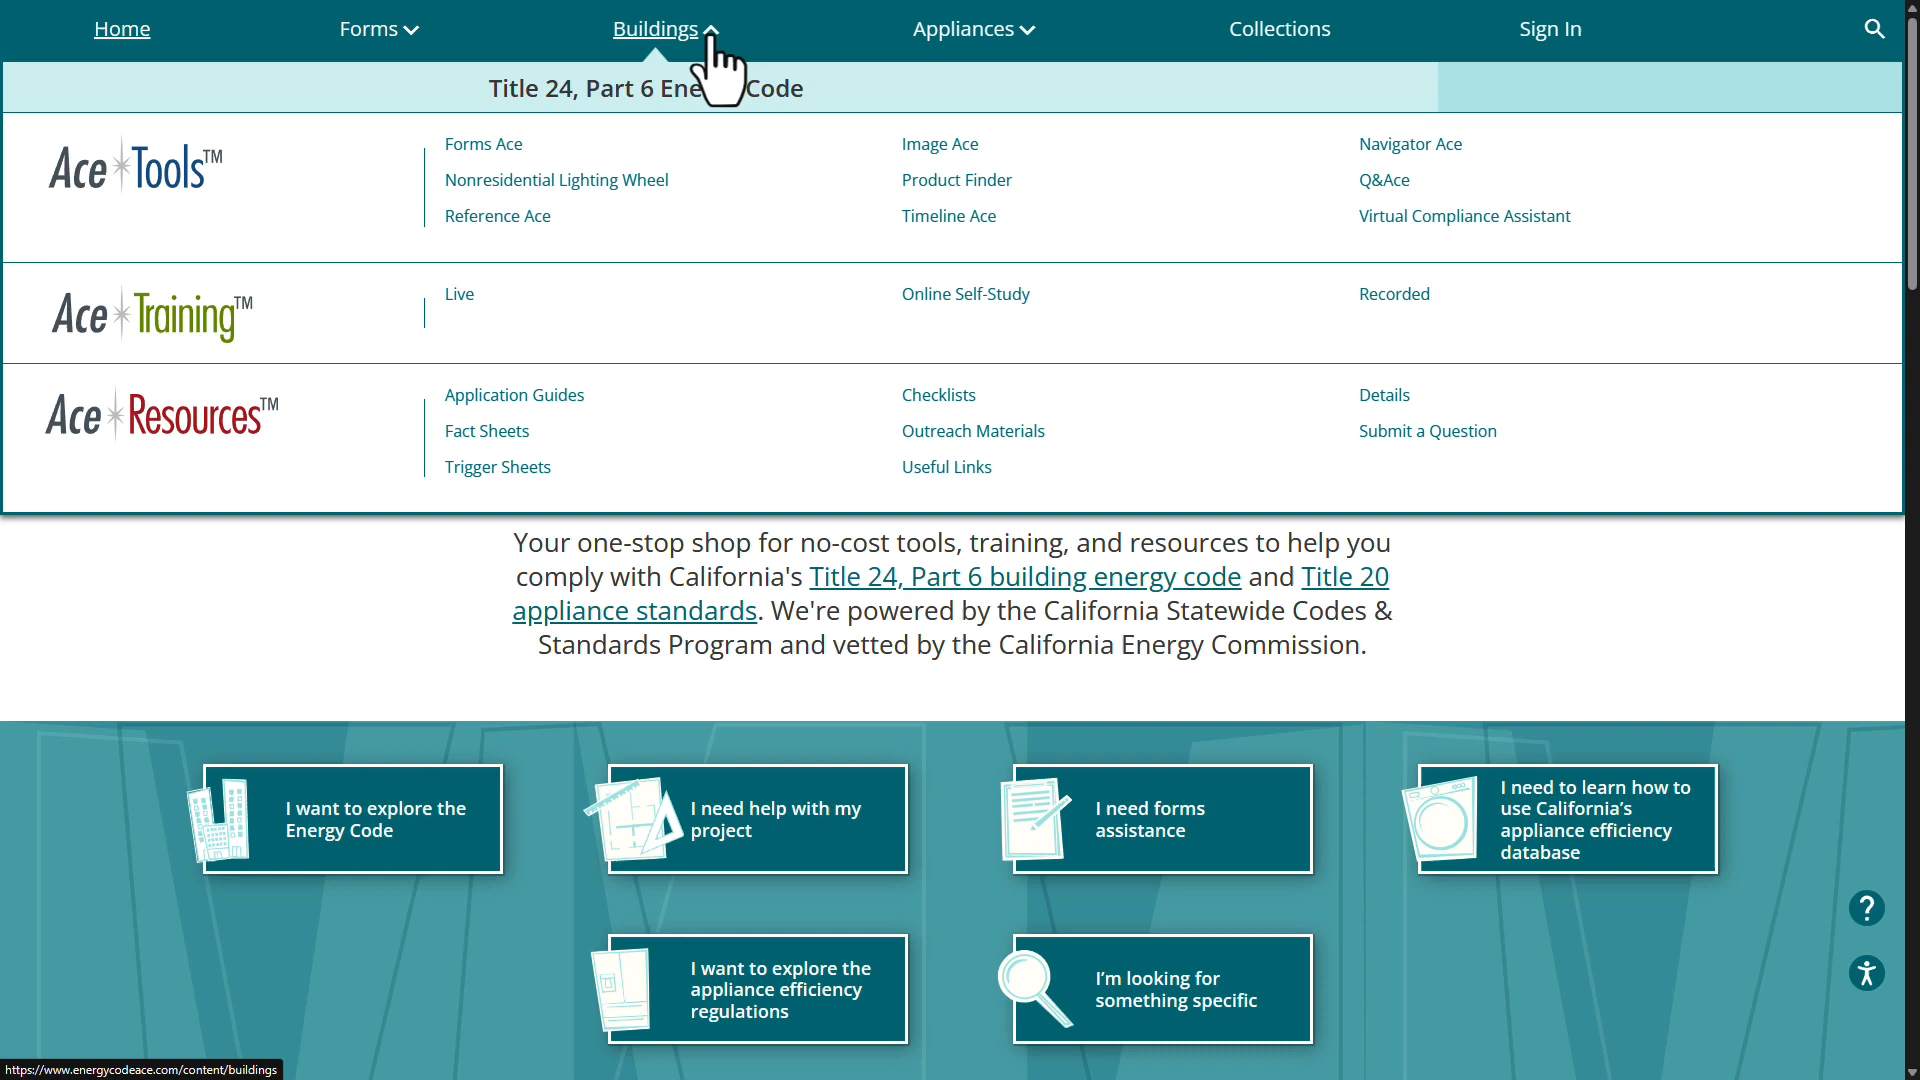 Home Forms Buildings Appliances Collections Sign In
Title 24, Part 6 Ene Code
Ace Tools™
Forms Ace Image Ace Navigator Ace
Nonresidential Lighting Wheel Product Finder Q&Ace
Reference Ace Timeline Ace Virtual Compliance Assistant
Ace Training™
Live Online Self-Study Recorded
Ace Resources™
Application Guides Checklists Details
Fact Sheets Outreach Materials Submit a Question
Trigger Sheets Useful Links
Your one-stop shop for no-cost tools, training, and resources to help you
comply with California's Title 24, Part 6 building energy code and Title 20
appliance standards. We're powered by the California Statewide Codes &
Standards Program and vetted by the California Energy Commission.
I want to explore the
Energy Code
I need help with my
project
I need forms
assistance
I need to learn how to
use California’s
appliance efficiency
database
I want to explore the
appliance efficiency
regulations
I’m looking for
something specific
?
https://www.energycodeace.com/content/buildings